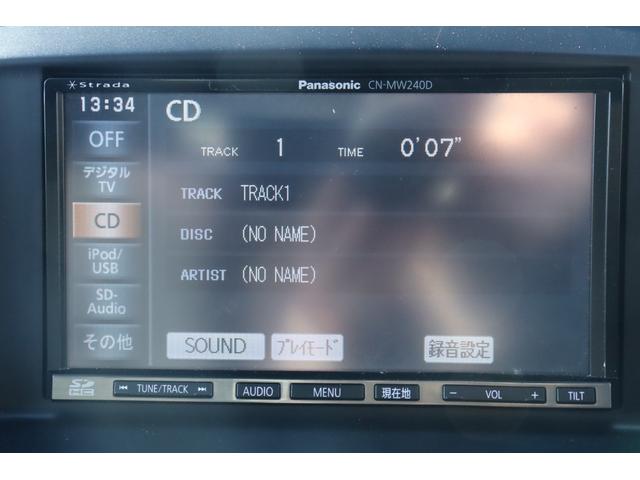 Strada
Panasonic CN-MW240D
13:34
CD
OFF
TRACK 1 TIME 0'07"
デジタル
TV
TRACK TRACK1
CD
DISC (NO NAME)
iPod/
USB
ARTIST (NO NAME)
SD-
Audio
その他
SOUND プレイモード 録音設定
SD HC
TUNE/TRACK AUDIO MENU 現在地 − VOL + TILT